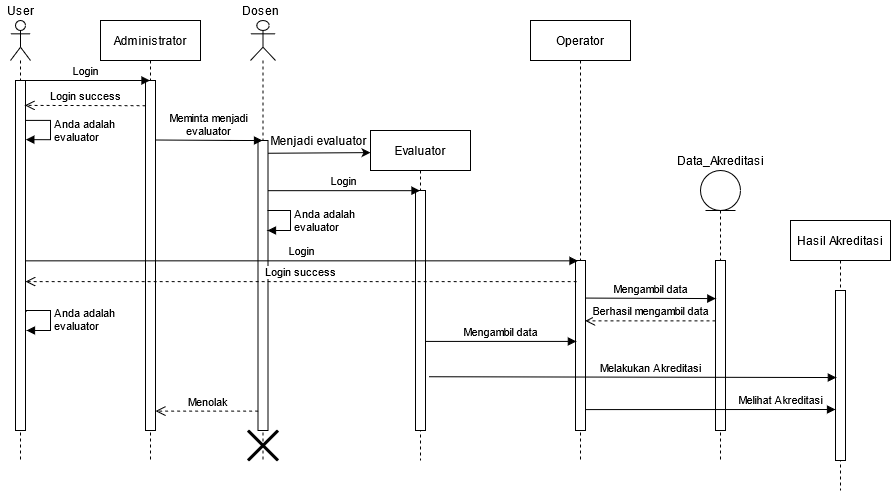 User
Dosen
Administrator
Operator
Login
Login success
Anda adalah
evaluator
Meminta menjadi
evaluator
Menjadi evaluator
Evaluator
Data_Akreditasi
Login
Anda adalah
evaluator
Hasil Akreditasi
Login
Login success
Mengambil data
Berhasil mengambil data
Anda adalah
evaluator
Mengambil data
Melakukan Akreditasi
Melihat Akreditasi
Menolak